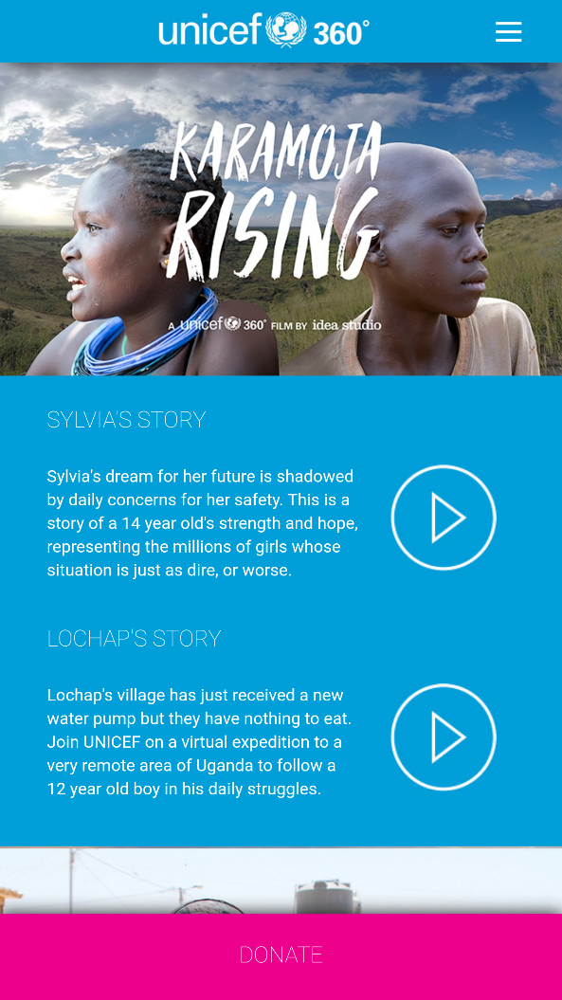 unicef 360°
KARAMOJA
RISING
A unicef 360° FILM BY idea studio
SYLVIA'S STORY
Sylvia's dream for her future is shadowed
by daily concerns for her safety. This is a
story of a 14 year old's strength and hope,
representing the millions of girls whose
situation is just as dire, or worse.
LOCHAP'S STORY
Lochap's village has just received a new
water pump but they have nothing to eat.
Join UNICEF on a virtual expedition to a
very remote area of Uganda to follow a
12 year old boy in his daily struggles.
DONATE